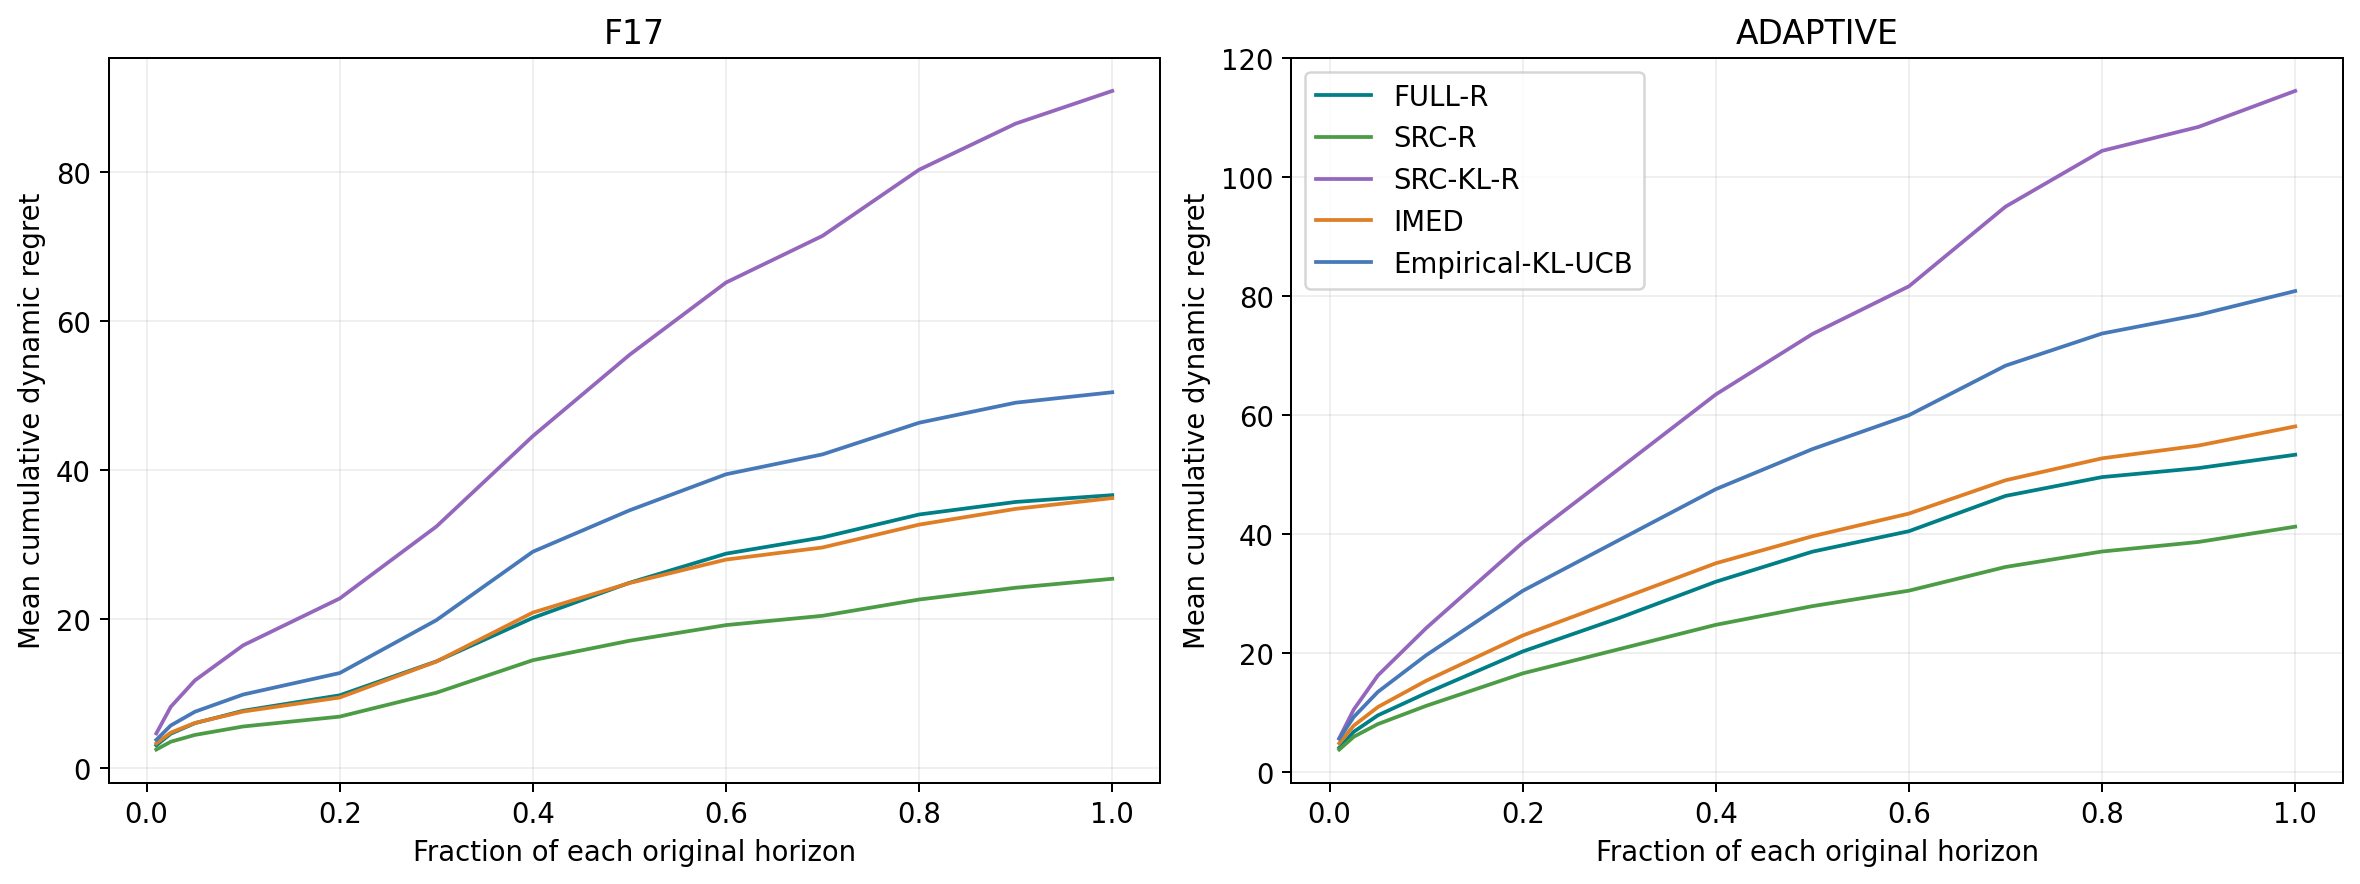 F17
Mean cumulative dynamic regret
80
60
40
20
0
0.0 0.2 0.4 0.6 0.8 1.0
Fraction of each original horizon
ADAPTIVE
Mean cumulative dynamic regret
120
100
80
60
40
20
0
FULL-R
SRC-R
SRC-KL-R
IMED
Empirical-KL-UCB
0.0 0.2 0.4 0.6 0.8 1.0
Fraction of each original horizon